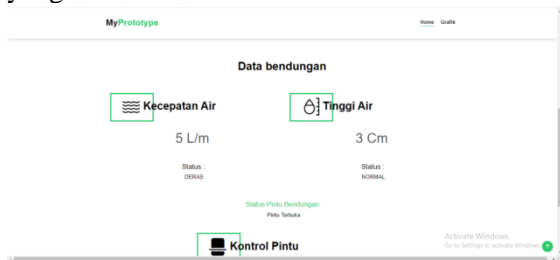 MyPrototype
Home Grafik
Data bendungan
Kecepatan Air
Tinggi Air
5 L/m
3 Cm
Status :
DERAS
Status :
NORMAL
Status Pintu Bendungan
Pintu Terbuka
Kontrol Pintu
Activate Windows
Go to Settings to activate Windows.